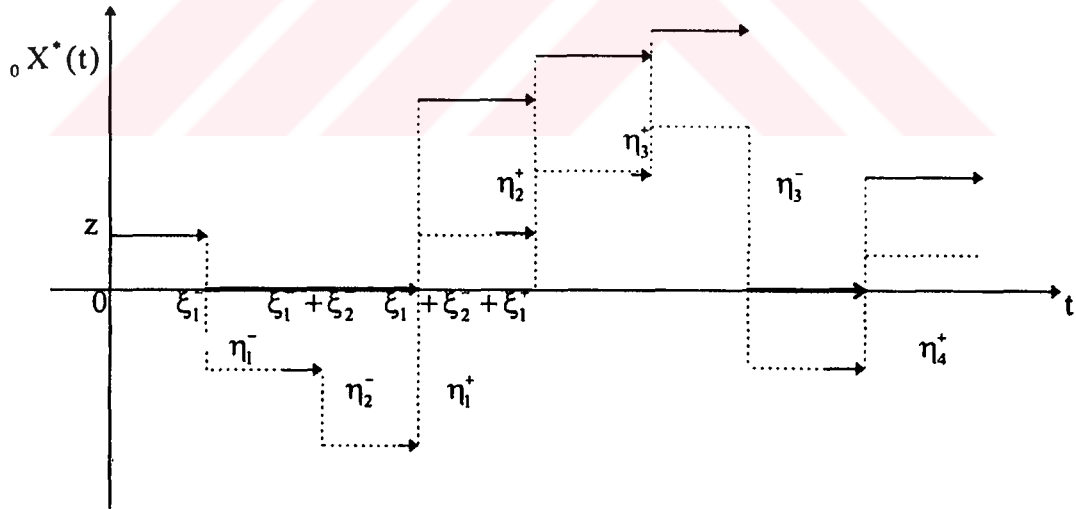 ₀X*(t)
η₃⁺
η₂⁺ η₃⁻
z
0 ξ₁⁻ ξ₁⁻ + ξ₂⁻ ξ₁⁻ + ξ₂⁻ + ξ₁⁺ t
η₁⁻ η₄⁺
η₂⁻ η₁⁺